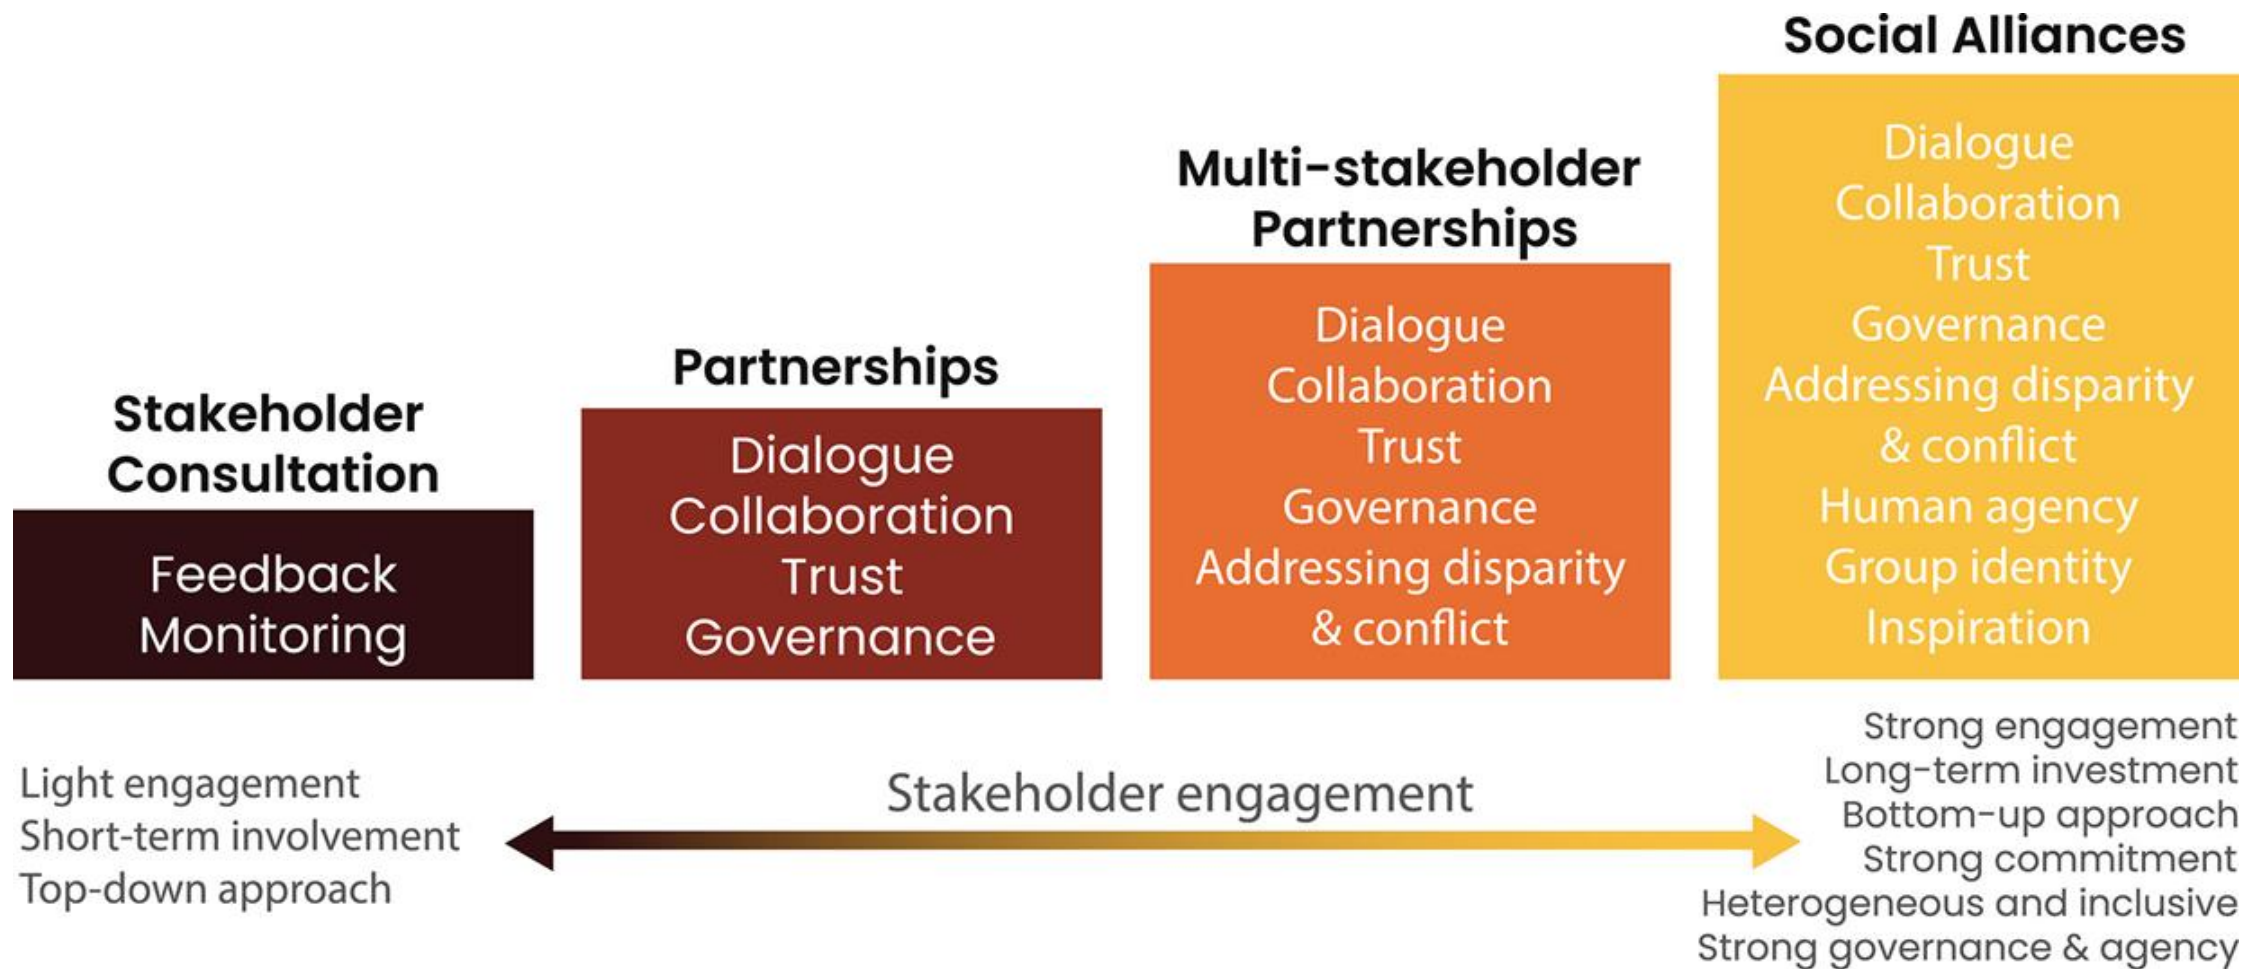 Stakeholder
Consultation
Feedback
Monitoring
Partnerships
Dialogue
Collaboration
Trust
Governance
Multi-stakeholder
Partnerships
Dialogue
Collaboration
Trust
Governance
Addressing disparity
& conflict
Social Alliances
Dialogue
Collaboration
Trust
Governance
Addressing disparity
& conflict
Human agency
Group identity
Inspiration
Light engagement
Short-term involvement
Top-down approach
Stakeholder engagement
Strong engagement
Long-term investment
Bottom-up approach
Strong commitment
Heterogeneous and inclusive
Strong governance & agency